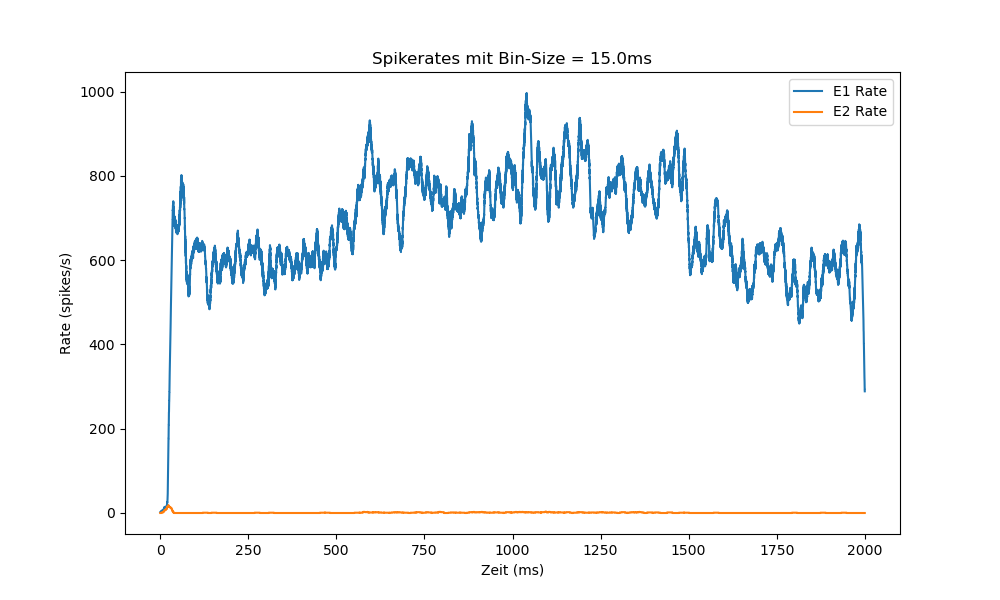 Spikerates mit Bin-Size = 15.0ms
E1 Rate
E2 Rate
1000
800
600
400
200
0
Rate (spikes/s)
0 250 500 750 1000 1250 1500 1750 2000
Zeit (ms)